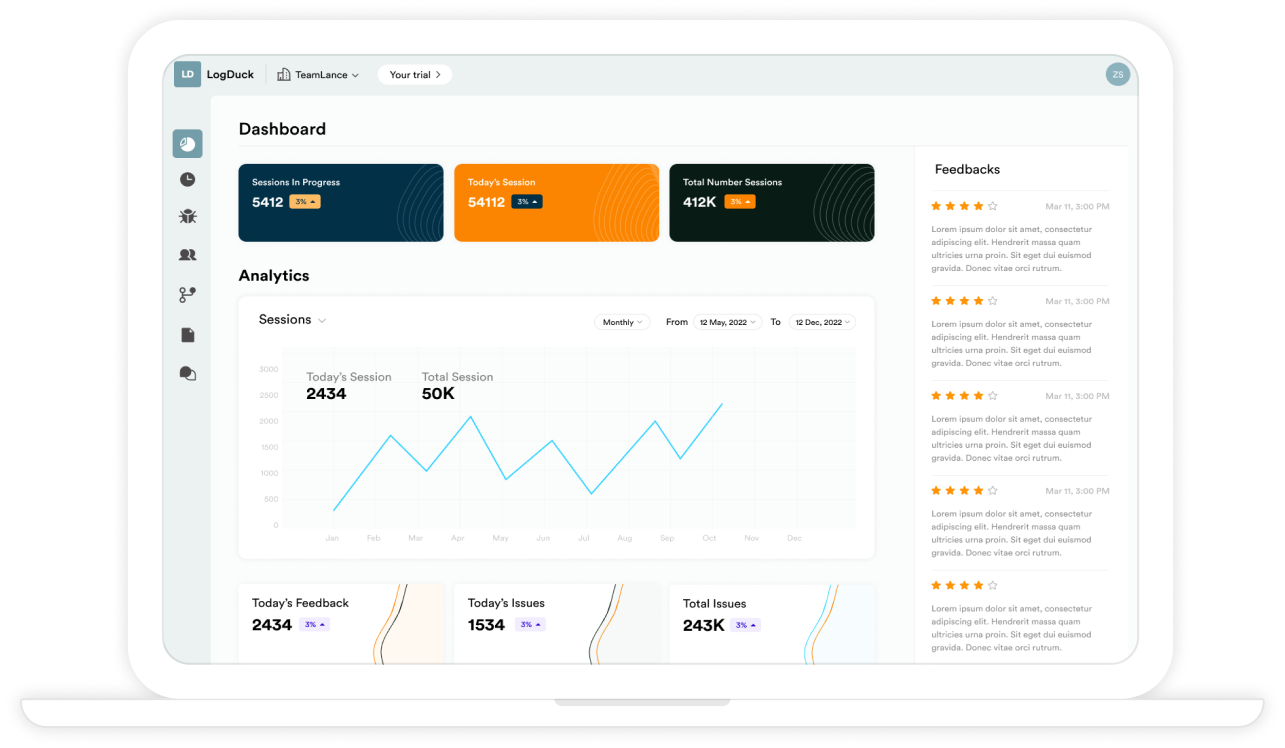 LD LogDuck TeamLance Your trial ZS
Dashboard
Sessions In Progress
5412 3%
Today's Session
54112 3%
Total Number Sessions
412K 3%
Analytics
Sessions
Monthly From 12 May, 2022 To 12 Dec, 2022
Today's Session
2434
Total Session
50K
3000
2500
2000
1500
1000
500
0
Jan Feb Mar Apr May Jun Jul Aug Sep Oct Nov Dec
Today's Feedback
2434 3%
Today's Issues
1534 3%
Total Issues
243K 3%
Feedbacks
Mar 11, 3:00 PM
Lorem ipsum dolor sit amet, consectetur
adipiscing elit. Hendrerit massa quam
ultricies urna proin. Sit eget dui euismod
gravida. Donec vitae orci rutrum.
Mar 11, 3:00 PM
Lorem ipsum dolor sit amet, consectetur
adipiscing elit. Hendrerit massa quam
ultricies urna proin. Sit eget dui euismod
gravida. Donec vitae orci rutrum.
Mar 11, 3:00 PM
Lorem ipsum dolor sit amet, consectetur
adipiscing elit. Hendrerit massa quam
ultricies urna proin. Sit eget dui euismod
gravida. Donec vitae orci rutrum.
Mar 11, 3:00 PM
Lorem ipsum dolor sit amet, consectetur
adipiscing elit. Hendrerit massa quam
ultricies urna proin. Sit eget dui euismod
gravida. Donec vitae orci rutrum.
Lorem ipsum dolor sit amet, consectetur
adipiscing elit. Hendrerit massa quam
ultricies urna proin. Sit eget dui euismod
gravida. Donec vitae orci rutrum.